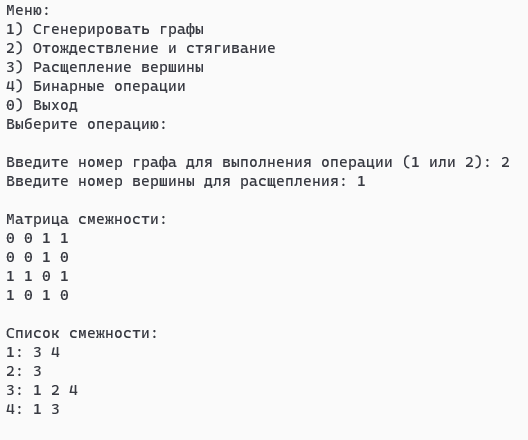 Меню:
1) Сгенерировать графы
2) Отождествление и стягивание
3) Расщепление вершины
4) Бинарные операции
0) Выход
Выберите операцию:
Введите номер графа для выполнения операции (1 или 2): 2
Введите номер вершины для расщепления: 1
Матрица смежности:
0 0 1 1
0 0 1 0
1 1 0 1
1 0 1 0
Список смежности:
1: 3 4
2: 3
3: 1 2 4
4: 1 3